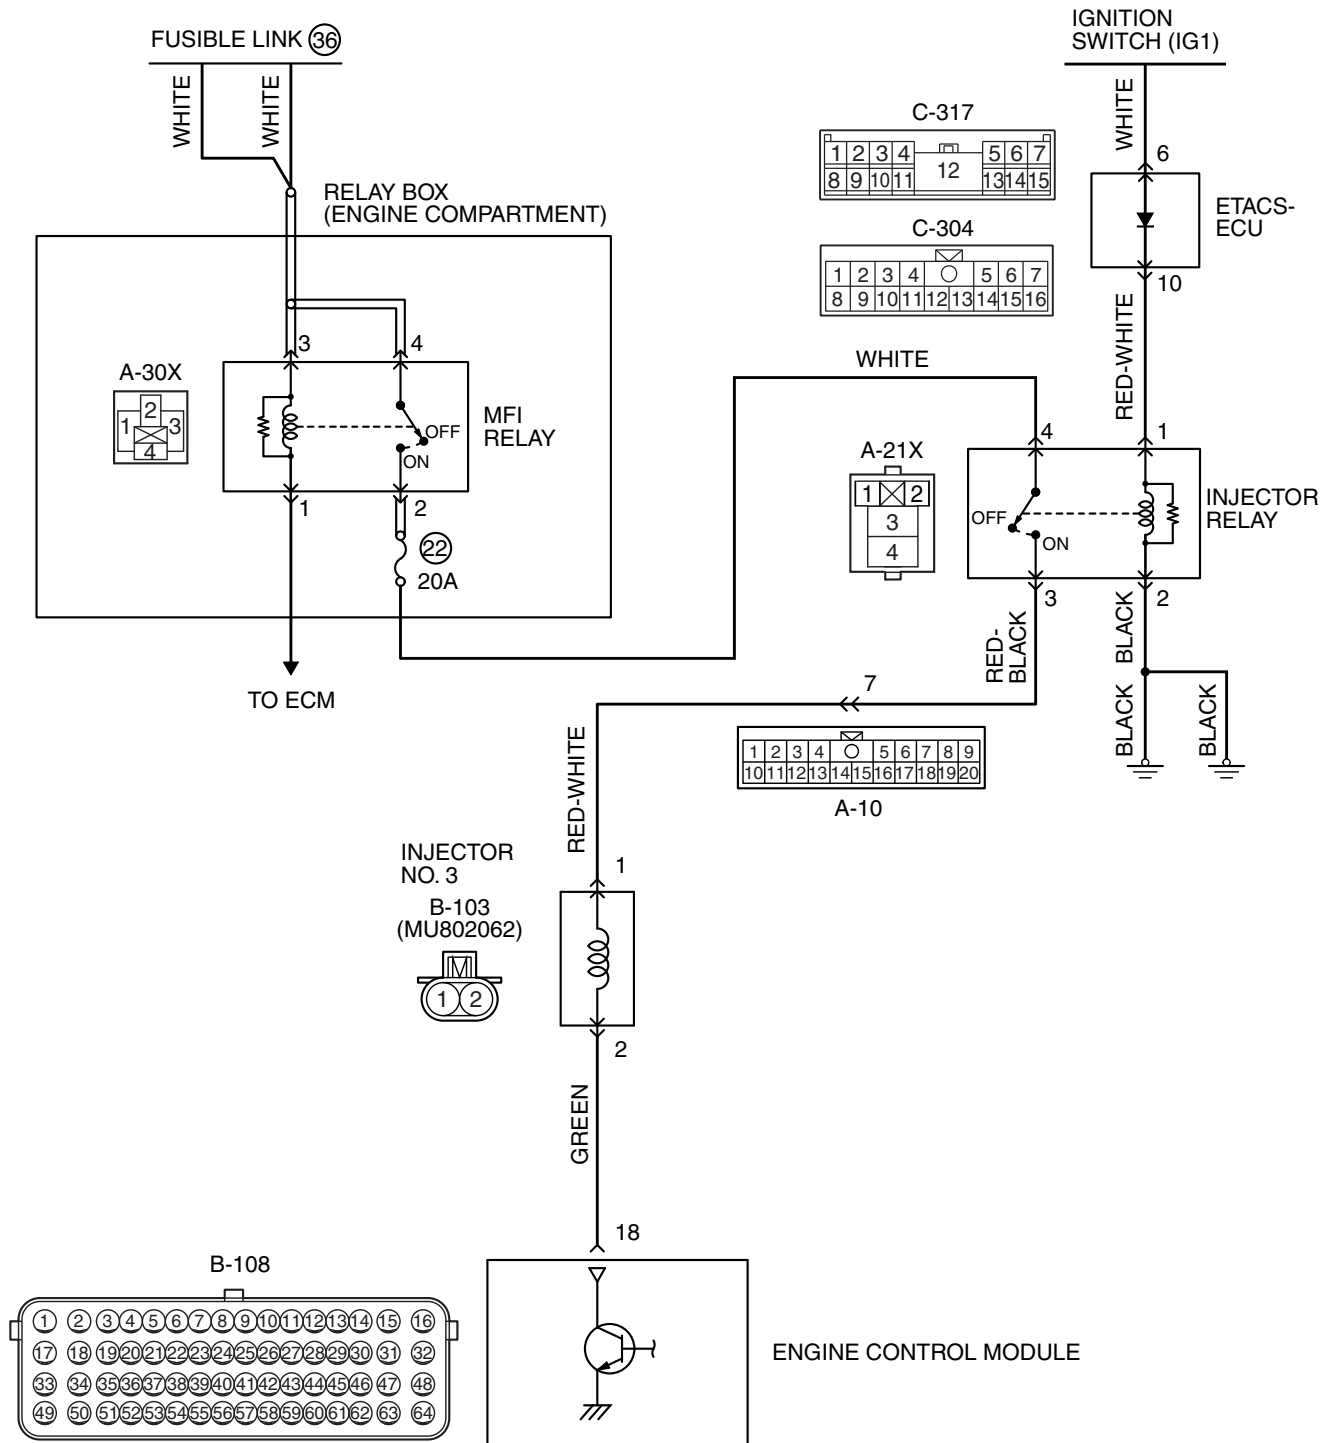 FUSIBLE LINK 36
IGNITION
SWITCH (IG1)
WHITE
WHITE
WHITE
C-317
1 2 3 4 5 6 7
12
8 9 10 11 13 14 15
6
ETACS-
ECU
10
RELAY BOX
(ENGINE COMPARTMENT)
C-304
1 2 3 4 5 6 7
8 9 10 11 12 13 14 15 16
RED-WHITE
WHITE
3
4
A-30X
2
1 3
4
OFF
ON
MFI
RELAY
1
2
22
20A
TO ECM
4
1
A-21X
1 2
3
4
OFF
ON
INJECTOR
RELAY
3
2
RED-
BLACK
BLACK
BLACK
BLACK
7
1 2 3 4 5 6 7 8 9
10 11 12 13 14 15 16 17 18 19 20
A-10
RED-WHITE
INJECTOR
NO. 3
B-103
(MU802062)
1 2
1
2
GREEN
18
B-108
1 2 3 4 5 6 7 8 9 10 11 12 13 14 15 16
17 18 19 20 21 22 23 24 25 26 27 28 29 30 31 32
33 34 35 36 37 38 39 40 41 42 43 44 45 46 47 48
49 50 51 52 53 54 55 56 57 58 59 60 61 62 63 64
ENGINE CONTROL MODULE